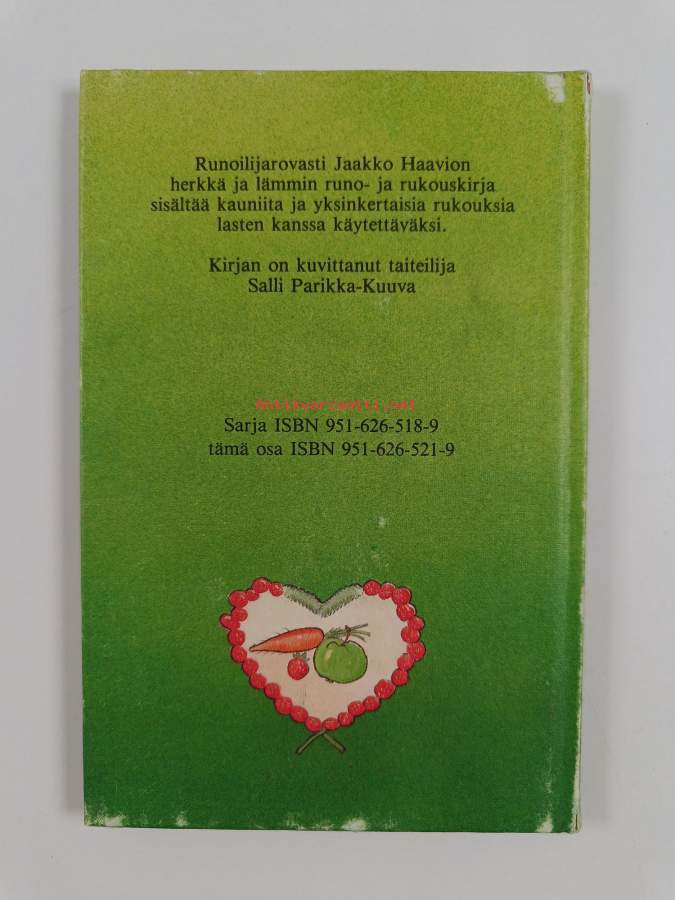 Runoilijarovasti Jaakko Haavion
herkkä ja lämmin runo- ja rukouskirja
sisältää kauniita ja yksinkertaisia rukouksia
lasten kanssa käytettäväksi.
Kirjan on kuvittanut taiteilija
Salli Parikka-Kuuva
antikvariaatti.net
Sarja ISBN 951-626-518-9
tämä osa ISBN 951-626-521-9